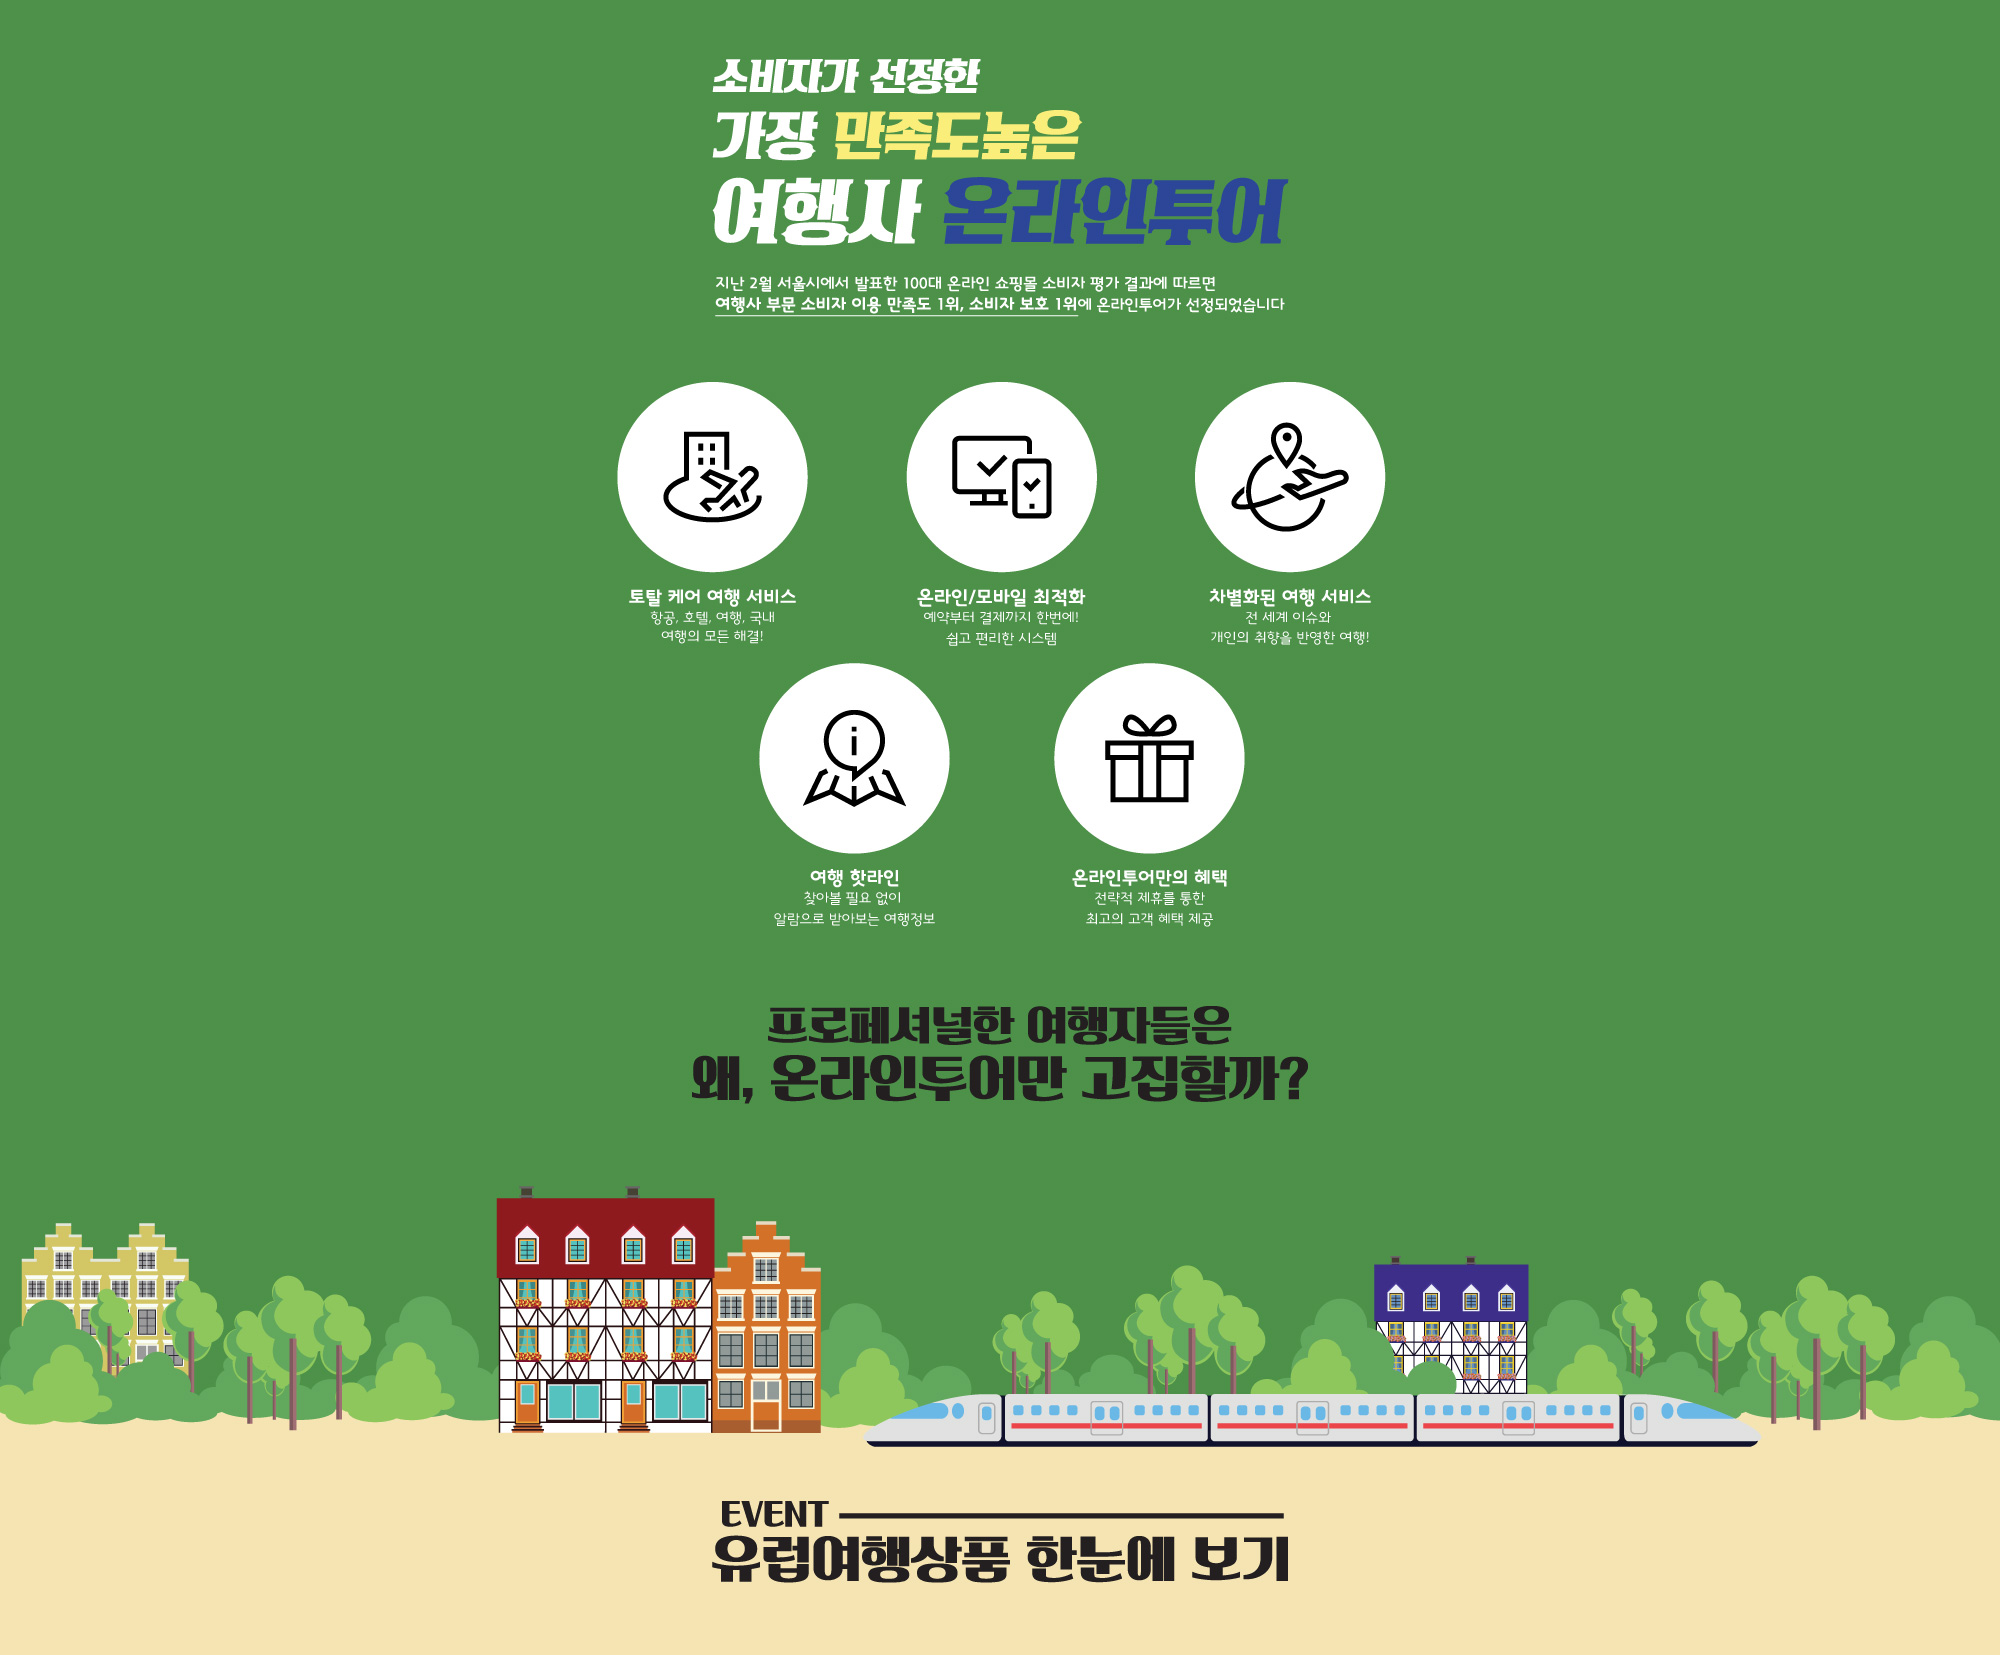 소비자가 선정한
가장 만족도높은
여행사 온라인투어
지난 2월 서울시에서 발표한 100대 온라인 쇼핑몰 소비자 평가 결과에 따르면
여행사 부문 소비자 이용 만족도 1위, 소비자 보호 1위에 온라인투어가 선정되었습니다
토탈 케어 여행 서비스
항공, 호텔, 여행, 국내
여행의 모든 해결!
온라인/모바일 최적화
예약부터 결제까지 한번에!
쉽고 편리한 시스템
차별화된 여행 서비스
전 세계 이슈와
개인의 취향을 반영한 여행!
여행 핫라인
찾아볼 필요 없이
알람으로 받아보는 여행정보
온라인투어만의 혜택
전략적 제휴를 통한
최고의 고객 혜택 제공
프로페셔널한 여행자들은
왜, 온라인투어만 고집할까?
EVENT
유럽여행상품 한눈에 보기